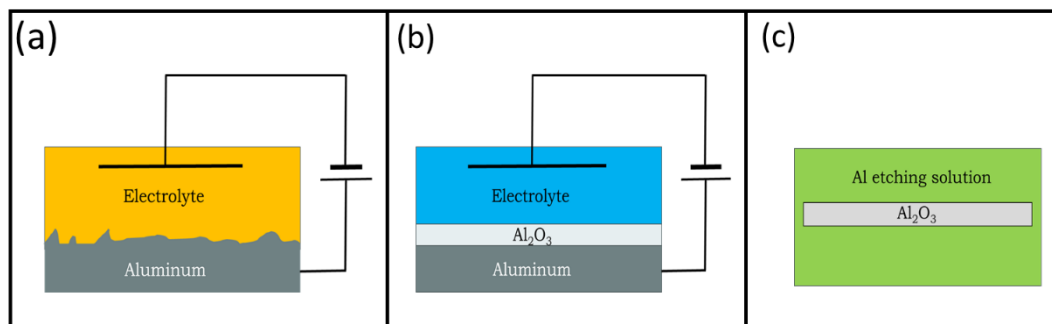 (a)
Electrolyte
Aluminum
(b)
Electrolyte
Al₂O₃
Aluminum
(c)
Al etching solution
Al₂O₃